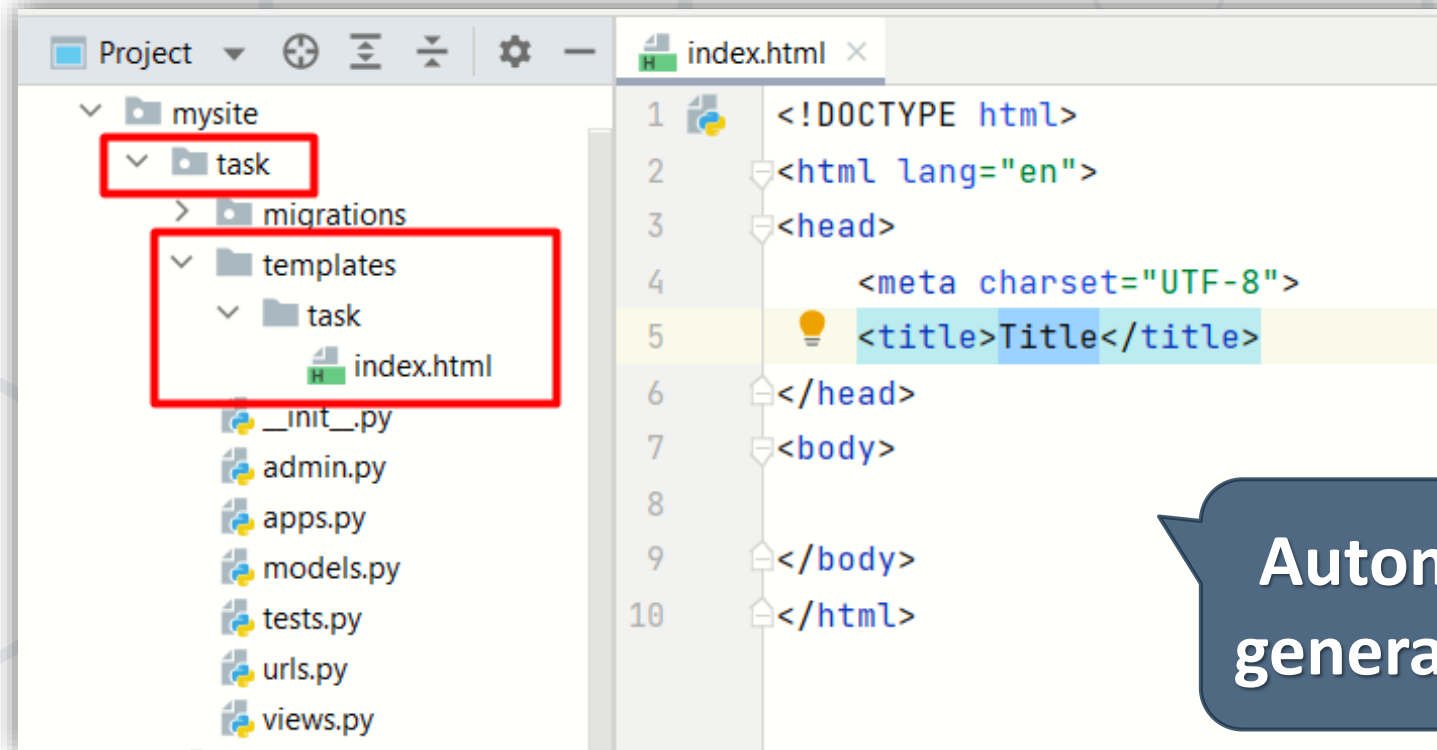 Project
mysite
task
migrations
templates
task
index.html
__init__.py
admin.py
apps.py
models.py
tests.py
urls.py
views.py
index.html
1 <!DOCTYPE html>
2 <html lang="en">
3 <head>
4 <meta charset="UTF-8">
5 <title>Title</title>
6 </head>
7 <body>
8
9 </body>
10 </html>